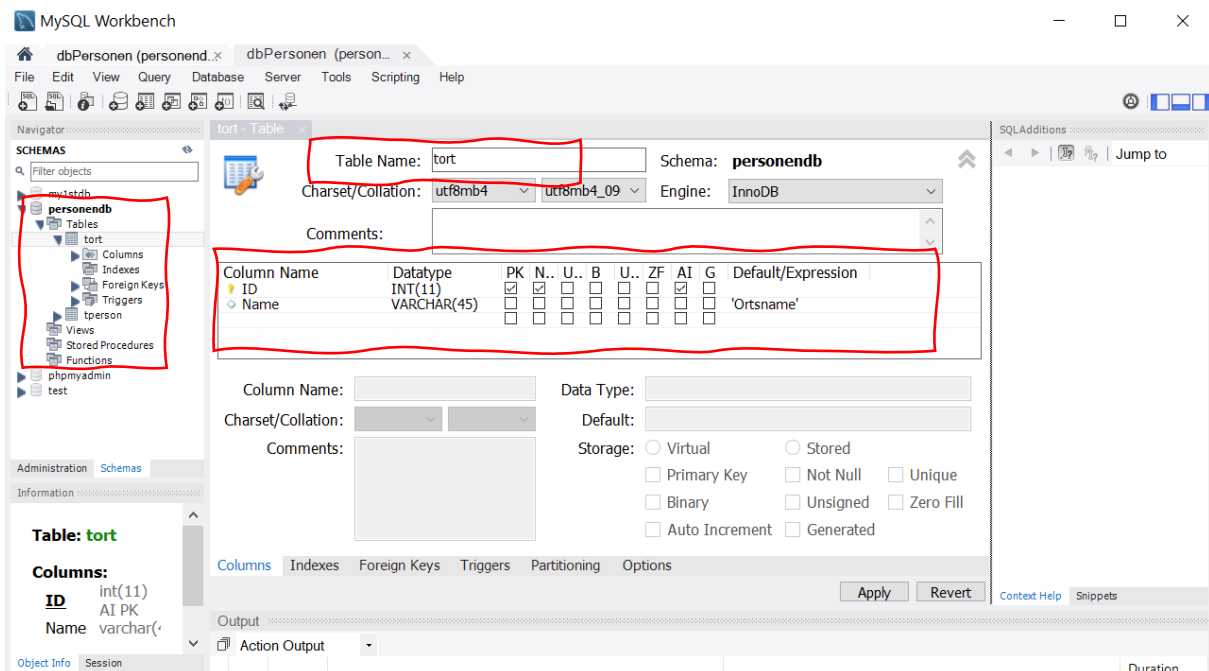 MySQL Workbench
dbPersonen (personend..× dbPersonen (person... ×
File Edit View Query Database Server Tools Scripting Help
Navigator
SCHEMAS
Filter objects
my1stdb
personendb
Tables
tort
Columns
Indexes
Foreign Keys
Triggers
tperson
Views
Stored Procedures
Functions
phpmyadmin
test
Administration Schemas
Information
Table: tort
Columns:
ID int(11)
AI PK
Name varchar(
Object Info Session
tort - Table ×
Table Name: tort Schema: personendb
Charset/Collation: utf8mb4 utf8mb4_09 Engine: InnoDB
Comments:
Column Name Datatype PK N.. U.. B U.. ZF AI G Default/Expression
ID INT(11)
Name VARCHAR(45) 'Ortsname'
Column Name: Data Type:
Charset/Collation: Default:
Comments: Storage: Virtual Stored
Primary Key Not Null Unique
Binary Unsigned Zero Fill
Auto Increment Generated
Columns Indexes Foreign Keys Triggers Partitioning Options
Apply Revert
Output
Action Output
Duration
SQLAdditions
Jump to
Context Help Snippets